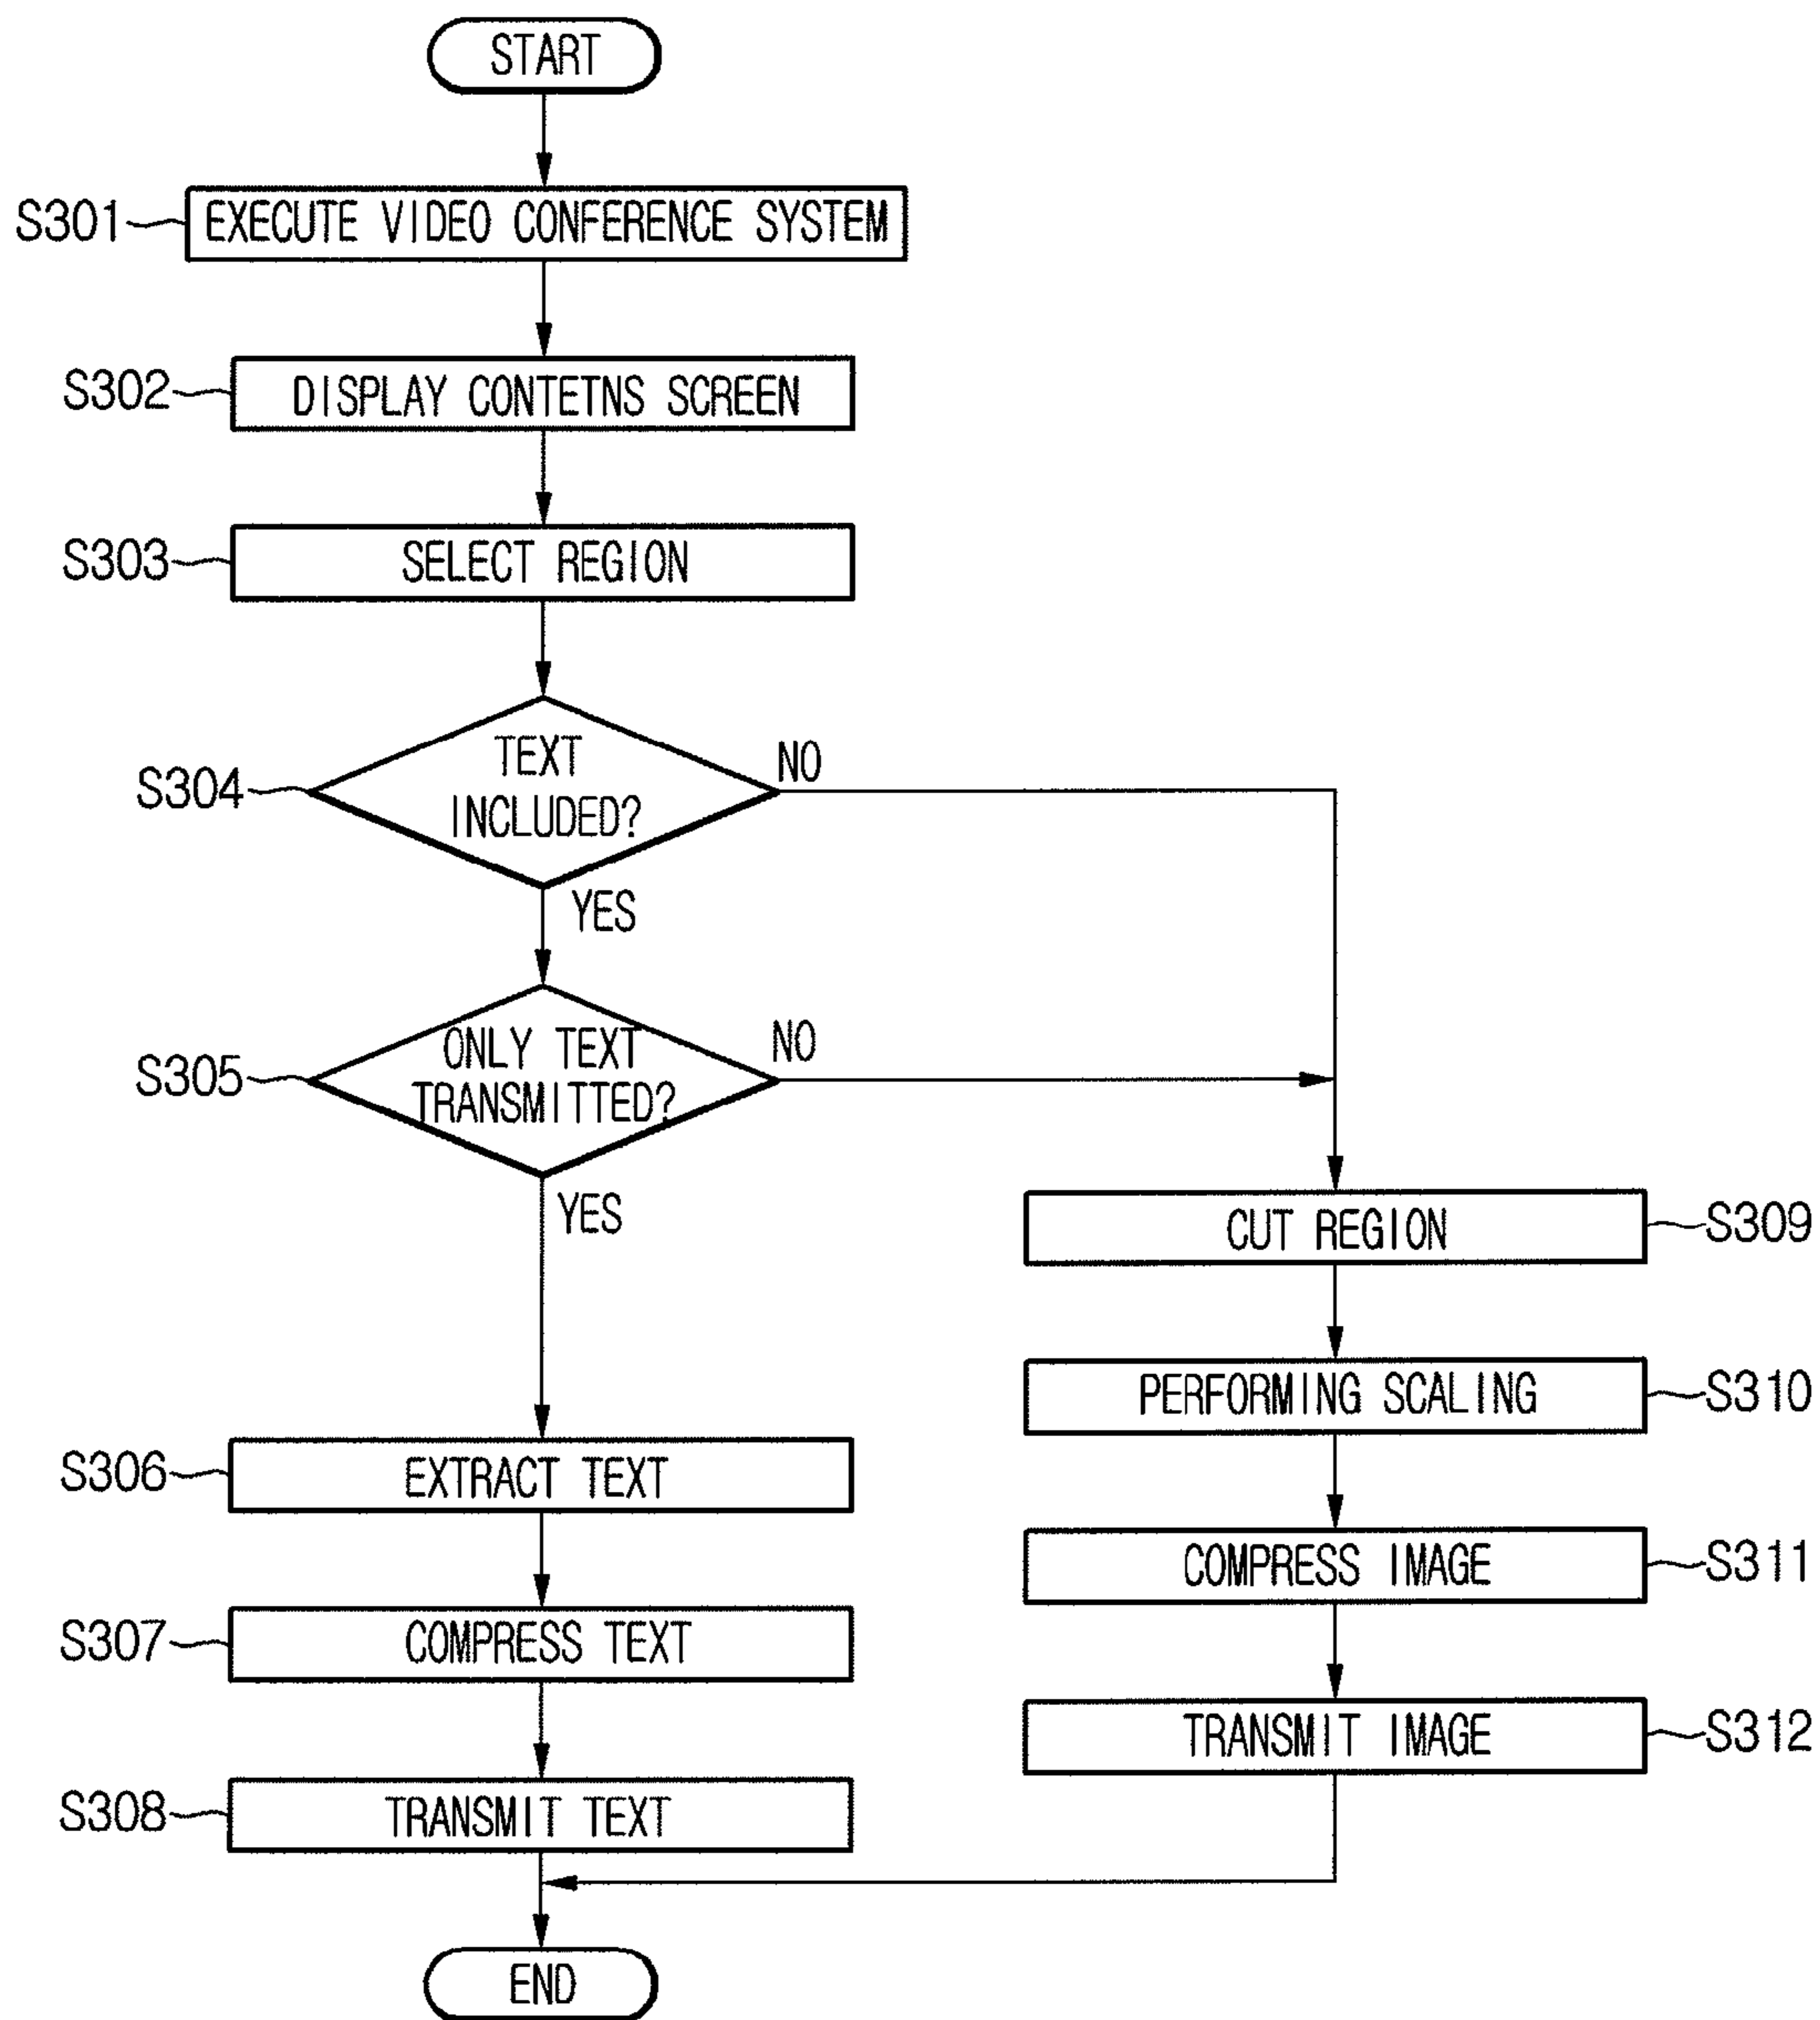 START
S301
EXECUTE VIDEO CONFERENCE SYSTEM
S302
DISPLAY CONTETNS SCREEN
S303
SELECT REGION
S304
TEXT
INCLUDED?
NO
YES
S305
ONLY TEXT
TRANSMITTED?
NO
YES
S306
EXTRACT TEXT
S307
COMPRESS TEXT
S308
TRANSMIT TEXT
CUT REGION
S309
PERFORMING SCALING
S310
COMPRESS IMAGE
S311
TRANSMIT IMAGE
S312
END